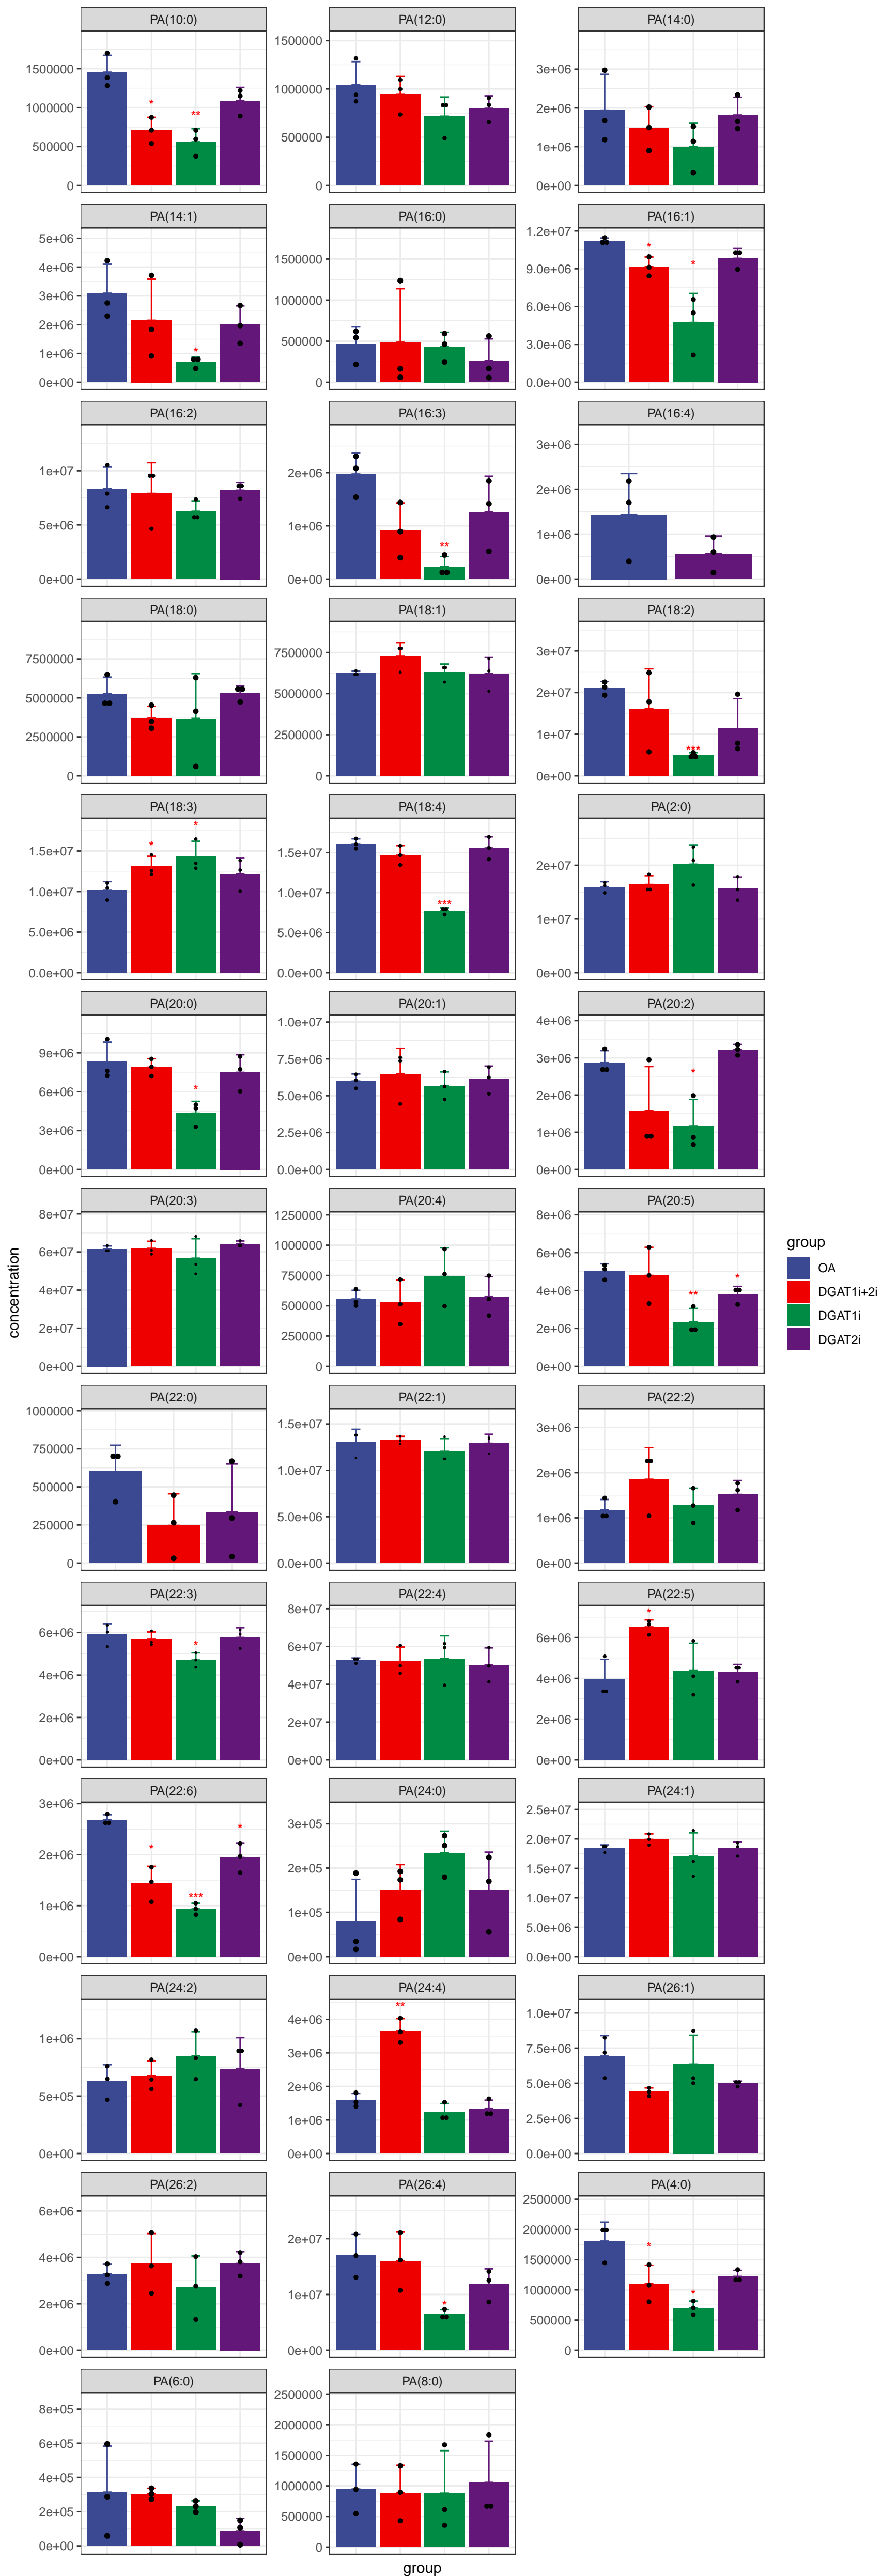 PA(10:0)
PA(12:0)
PA(14:0)
1500000
1000000
500000
0
*
**
1500000
1000000
500000
0
3e+06
2e+06
1e+06
0e+00
PA(14:1)
PA(16:0)
PA(16:1)
5e+06
4e+06
3e+06
2e+06
1e+06
0e+00
*
1500000
1000000
500000
0
1.2e+07
9.0e+06
6.0e+06
3.0e+06
0.0e+00
*
*
PA(16:2)
PA(16:3)
PA(16:4)
1e+07
5e+06
0e+00
2e+06
1e+06
0e+00
**
3e+06
2e+06
1e+06
0e+00
PA(18:0)
PA(18:1)
PA(18:2)
7500000
5000000
2500000
0
7500000
5000000
2500000
0
3e+07
2e+07
1e+07
0e+00
***
PA(18:3)
PA(18:4)
PA(2:0)
1.5e+07
1.0e+07
5.0e+06
0.0e+00
*
*
1.5e+07
1.0e+07
5.0e+06
0.0e+00
***
2e+07
1e+07
0e+00
PA(20:0)
PA(20:1)
PA(20:2)
9e+06
6e+06
3e+06
0e+00
*
1.0e+07
7.5e+06
5.0e+06
2.5e+06
0.0e+00
4e+06
3e+06
2e+06
1e+06
0e+00
*
PA(20:3)
PA(20:4)
PA(20:5)
8e+07
6e+07
4e+07
2e+07
0e+00
1250000
1000000
750000
500000
250000
0
8e+06
6e+06
4e+06
2e+06
0e+00
**
*
concentration
group
OA
DGAT1i+2i
DGAT1i
DGAT2i
PA(22:0)
PA(22:1)
PA(22:2)
1000000
750000
500000
250000
0
1.5e+07
1.0e+07
5.0e+06
0.0e+00
3e+06
2e+06
1e+06
0e+00
PA(22:3)
PA(22:4)
PA(22:5)
6e+06
4e+06
2e+06
0e+00
*
8e+07
6e+07
4e+07
2e+07
0e+00
6e+06
4e+06
2e+06
0e+00
*
PA(22:6)
PA(24:0)
PA(24:1)
3e+06
2e+06
1e+06
0e+00
*
***
*
3e+05
2e+05
1e+05
0e+00
2.5e+07
2.0e+07
1.5e+07
1.0e+07
5.0e+06
0.0e+00
PA(24:2)
PA(24:4)
PA(26:1)
1e+06
5e+05
0e+00
4e+06
3e+06
2e+06
1e+06
0e+00
**
1.0e+07
7.5e+06
5.0e+06
2.5e+06
0.0e+00
PA(26:2)
PA(26:4)
PA(4:0)
6e+06
4e+06
2e+06
0e+00
2e+07
1e+07
0e+00
*
2500000
2000000
1500000
1000000
500000
0
*
*
PA(6:0)
PA(8:0)
8e+05
6e+05
4e+05
2e+05
0e+00
2500000
2000000
1500000
1000000
500000
0
group